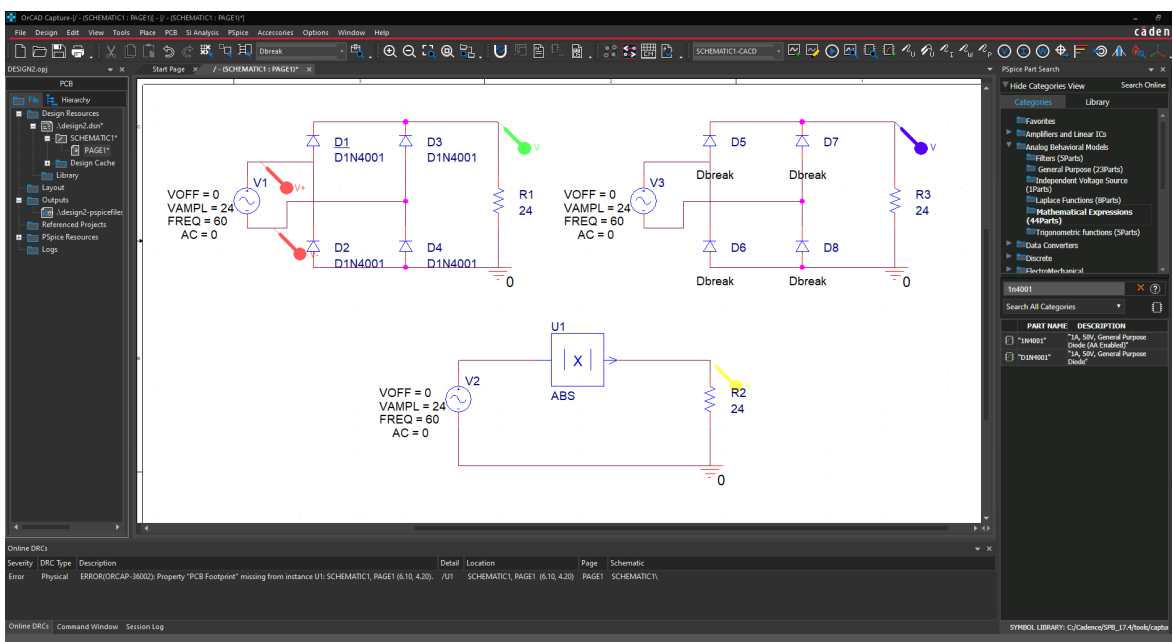 OrCAD Capture-[/ - (SCHEMATIC1 : PAGE1)] - [/ - (SCHEMATIC1 : PAGE1)*]
File Design Edit View Tools Place PCB SI Analysis PSpice Accessories Options Window Help
caden
Dbreak
SCHEMATIC1-CACD
DESIGN2.opj
Start Page
/ - (SCHEMATIC1 : PAGE1)*
PCB
File
Hierarchy
Design Resources
.\design2.dsn*
SCHEMATIC1*
PAGE1*
Design Cache
Library
Layout
Outputs
.\design2-pspicefiles
Referenced Projects
PSpice Resources
Logs
D1
D1N4001
D3
D1N4001
V
V1
V+
VOFF = 0
VAMPL = 24
FREQ = 60
AC = 0
R1
24
V-
D2
D1N4001
D4
D1N4001
0
D5
Dbreak
D7
Dbreak
V
V3
VOFF = 0
VAMPL = 24
FREQ = 60
AC = 0
R3
24
D6
Dbreak
D8
Dbreak
0
U1
|X|
ABS
V2
VOFF = 0
VAMPL = 24
FREQ = 60
AC = 0
R2
24
0
PSpice Part Search
Hide Categories View
Search Online
Categories
Library
Favorites
Amplifiers and Linear ICs
Analog Behavioral Models
Filters (5Parts)
General Purpose (23Parts)
Independent Voltage Source
(1Parts)
Laplace Functions (8Parts)
Mathematical Expressions
(44Parts)
Trigonometric functions (5Parts)
Data Converters
Discrete
ElectroMechanical
1n4001
Search All Categories
PART NAME DESCRIPTION
"1N4001" "1A, 50V, General Purpose
Diode (AA Enabled)"
"D1N4001" "1A, 50V, General Purpose
Diode"
Online DRCs
Severity DRC Type Description Detail Location Page Schematic
Error Physical ERROR(ORCAP-36002): Property "PCB Footprint" missing from instance U1: SCHEMATIC1, PAGE1 (6.10, 4.20). /U1 SCHEMATIC1, PAGE1 (6.10, 4.20) PAGE1 SCHEMATIC1\
Online DRCs Command Window Session Log
SYMBOL LIBRARY: C:/Cadence/SPB_17.4/tools/captu